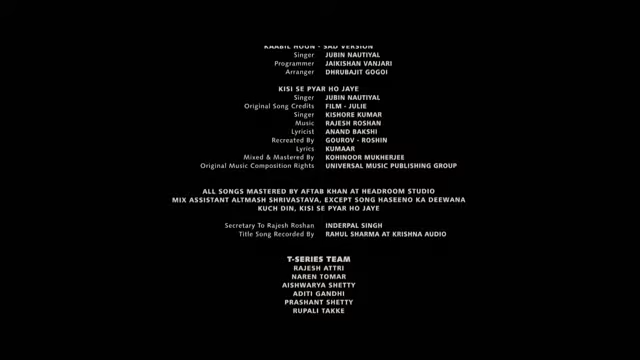 KAABIL HOON - SAD VERSION
Singer JUBIN NAUTIYAL
Programmer JAIKISHAN VANJARI
Arranger DHRUBAJIT GOGOI
KISI SE PYAR HO JAYE
Singer JUBIN NAUTIYAL
Original Song Credits FILM - JULIE
Singer KISHORE KUMAR
Music RAJESH ROSHAN
Lyricist ANAND BAKSHI
Recreated By GOUROV - ROSHIN
Lyrics KUMAAR
Mixed & Mastered By KOHINOOR MUKHERJEE
Original Music Composition Rights UNIVERSAL MUSIC PUBLISHING GROUP
ALL SONGS MASTERED BY AFTAB KHAN AT HEADROOM STUDIO
MIX ASSISTANT ALTMASH SHRIVASTAVA, EXCEPT SONG HASEENO KA DEEWANA
KUCH DIN, KISI SE PYAR HO JAYE
Secretary To Rajesh Roshan INDERPAL SINGH
Title Song Recorded By RAHUL SHARMA AT KRISHNA AUDIO
T-SERIES TEAM
RAJESH ATTRI
NAREN TOMAR
AISHWARYA SHETTY
ADITI GANDHI
PRASHANT SHETTY
RUPALI TAKKE